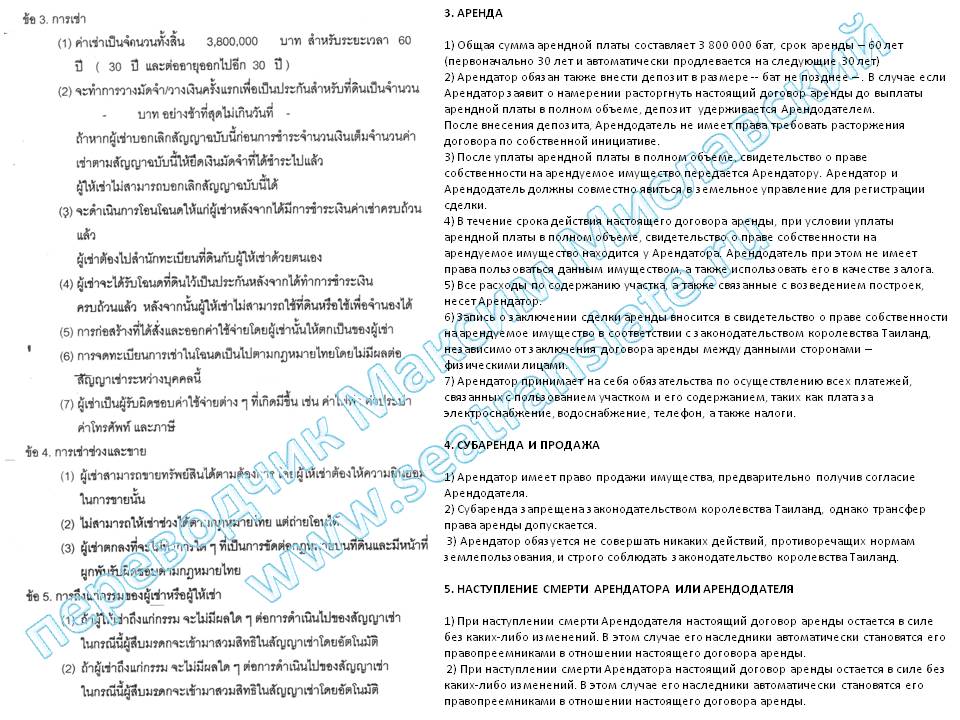 ข้อ 3. การเช่า
(1) ค่าเช่าเป็นจำนวนทั้งสิ้น 3,800,000 บาท สำหรับระยะเวลา 60
ปี ( 30 ปี และต่ออายุออกไปอีก 30 ปี )
(2) จะทำการวางมัดจำ/วางเงินครั้งแรกเพื่อเป็นประกันสำหรับที่ดินเป็นจำนวน
- บาท อย่างช้าที่สุดไม่เกินวันที่ -
ถ้าหากผู้เช่าบอกเลิกสัญญาฉบับนี้ก่อนการชำระจำนวนเงินเต็มจำนวนค่า
เช่าตามสัญญาฉบับนี้ให้ยึดเงินมัดจำที่ได้ชำระไปแล้ว
ผู้ให้เช่าไม่สามารถบอกเลิกสัญญาฉบับนี้ได้
(3) จะดำเนินการโอนโฉนดให้แก่ผู้เช่าหลังจากได้มีการชำระเงินค่าเช่าครบถ้วน
แล้ว
ผู้เช่าต้องไปสำนักทะเบียนที่ดินกับผู้ให้เช่าด้วยตนเอง
(4) ผู้เช่าจะได้รับโฉนดที่ดินไว้เป็นประกันหลังจากได้ทำการชำระเงิน
ครบถ้วนแล้ว หลังจากนั้นผู้ให้เช่าไม่สามารถใช้ที่ดินหรือใช้เพื่อจำนองได้
(5) การก่อสร้างที่ได้สั่งและออกค่าใช้จ่ายโดยผู้เช่านั้นให้ตกเป็นของผู้เช่า
(6) การจดทะเบียนการเช่าในโฉนดเป็นไปตามกฎหมายไทยโดยไม่มีผลต่อ
สัญญาเช่าระหว่างบุคคลนี้
(7) ผู้เช่าเป็นผู้รับผิดชอบค่าใช้จ่ายต่าง ๆ ที่เกิดมีขึ้น เช่น ค่าไฟฟ้า ค่าประปา
ค่าโทรศัพท์ และภาษี
ข้อ 4. การเช่าช่วงและขาย
(1) ผู้เช่าสามารถขายทรัพย์สินได้ตามต้องการ โดยผู้ให้เช่าต้องให้ความยินยอม
ในการขายนั้น
(2) ไม่สามารถให้เช่าช่วงได้ตามกฎหมายไทย แต่ถ่ายโอนได้
(3) ผู้เช่าตกลงที่จะไม่ทำการใด ๆ ที่เป็นการขัดต่อกฎหมายบนที่ดินและมีหน้าที่
ผูกพันรับผิดชอบตามกฎหมายไทย
ข้อ 5. การถึงแก่กรรมของผู้เช่าหรือผู้ให้เช่า
(1) ถ้าผู้ให้เช่าถึงแก่กรรม จะไม่มีผลใด ๆ ต่อการดำเนินไปของสัญญาเช่า
ในกรณีนี้ผู้สืบมรดกจะเข้ามาสวมสิทธิในสัญญาเช่าโดยอัตโนมัติ
(2) ถ้าผู้เช่าถึงแก่กรรม จะไม่มีผลใด ๆ ต่อการดำเนินไปของสัญญาเช่า
ในกรณีนี้ผู้สืบมรดกจะเข้ามาสวมสิทธิในสัญญาเช่าโดยอัตโนมัติ
3. АРЕНДА
1) Общая сумма арендной платы составляет 3 800 000 бат, срок аренды – 60 лет
(первоначально 30 лет и автоматически продлевается на следующие 30 лет)
2) Арендатор обязан также внести депозит в размере -- бат не позднее – . В случае если
Арендатор заявит о намерении расторгнуть настоящий договор аренды до выплаты
арендной платы в полном объеме, депозит удерживается Арендодателем.
После внесения депозита, Арендодатель не имеет права требовать расторжения
договора по собственной инициативе.
3) После уплаты арендной платы в полном объеме, свидетельство о праве
собственности на арендуемое имущество передается Арендатору. Арендатор и
Арендодатель должны совместно явиться в земельное управление для регистрации
сделки.
4) В течение срока действия настоящего договора аренды, при условии уплаты
арендной платы в полном объеме, свидетельство о праве собственности на
арендуемое имущество находится у Арендатора. Арендодатель при этом не имеет
права пользоваться данным имуществом, а также использовать его в качестве залога.
5) Все расходы по содержанию участка, а также связанные с возведением построек,
несет Арендатор.
6) Запись о заключении сделки аренды вносится в свидетельство о праве собственности
на арендуемое имущество в соответствии с законодательством королевства Таиланд,
независимо от заключения договора аренды между данными сторонами –
физическими лицами.
7) Арендатор принимает на себя обязательства по осуществлению всех платежей,
связанных с пользованием участком и его содержанием, таких как плата за
электроснабжение, водоснабжение, телефон, а также налоги.
4. СУБАРЕНДА И ПРОДАЖА
1) Арендатор имеет право продажи имущества, предварительно получив согласие
Арендодателя.
2) Субаренда запрещена законодательством королевства Таиланд, однако трансфер
права аренды допускается.
3) Арендатор обязуется не совершать никаких действий, противоречащих нормам
землепользования, и строго соблюдать законодательство королевства Таиланд.
5. НАСТУПЛЕНИЕ СМЕРТИ АРЕНДАТОРА ИЛИ АРЕНДОДАТЕЛЯ
1) При наступлении смерти Арендодателя настоящий договор аренды остается в силе
без каких-либо изменений. В этом случае его наследники автоматически становятся его
правопреемниками в отношении настоящего договора аренды.
2) При наступлении смерти Арендатора настоящий договор аренды остается в силе без
каких-либо изменений. В этом случае его наследники автоматически становятся его
правопреемниками в отношении настоящего договора аренды.
переводчик Максим Миславский
www.seatranslate.ru